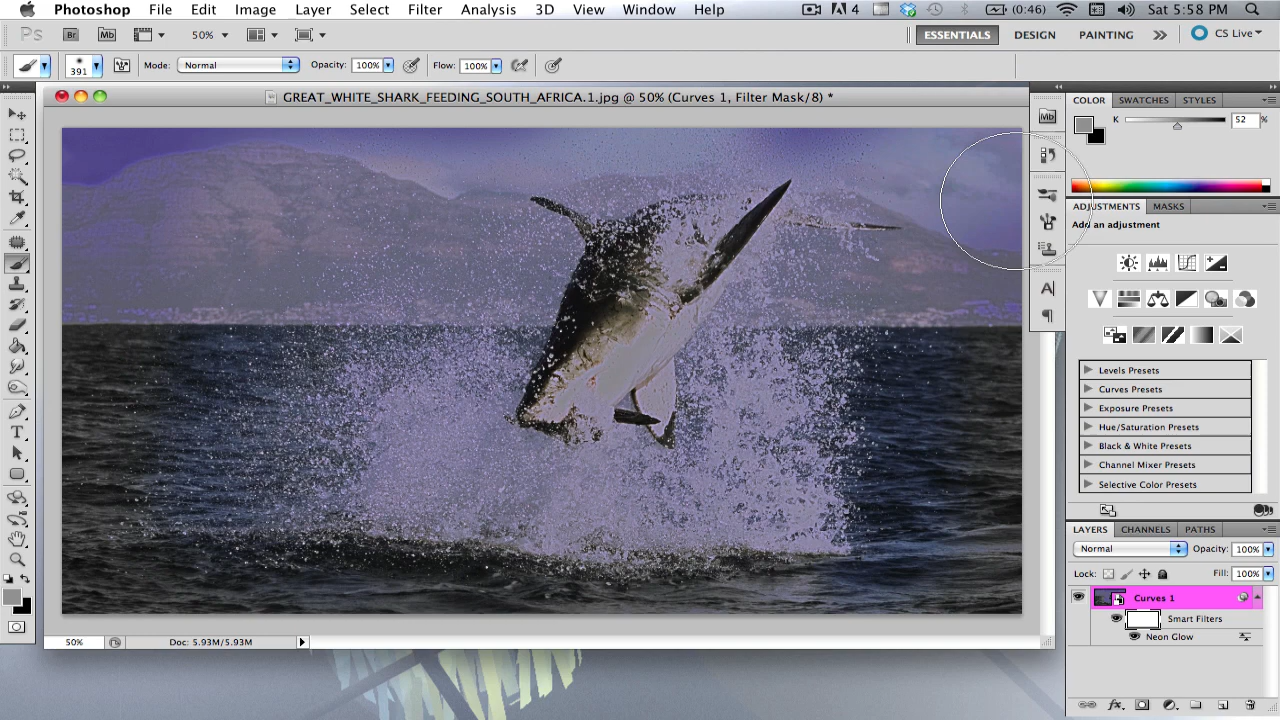 Photoshop File Edit Image Layer Select Filter Analysis 3D View Window Help 4 (0:46) Sat 5:58 PM
Ps Br Mb 50% ESSENTIALS DESIGN PAINTING CS Live
391 Mode: Normal Opacity: 100% Flow: 100%
GREAT_WHITE_SHARK_FEEDING_SOUTH_AFRICA.1.jpg @ 50% (Curves 1, Filter Mask/8) *
Mb
COLOR SWATCHES STYLES
K 52 %
ADJUSTMENTS MASKS
Add an adjustment
Levels Presets
Curves Presets
Exposure Presets
Hue/Saturation Presets
Black & White Presets
Channel Mixer Presets
Selective Color Presets
LAYERS CHANNELS PATHS
Normal Opacity: 100%
Lock: Fill: 100%
Curves 1
Smart Filters
Neon Glow
50% Doc: 5.93M/5.93M